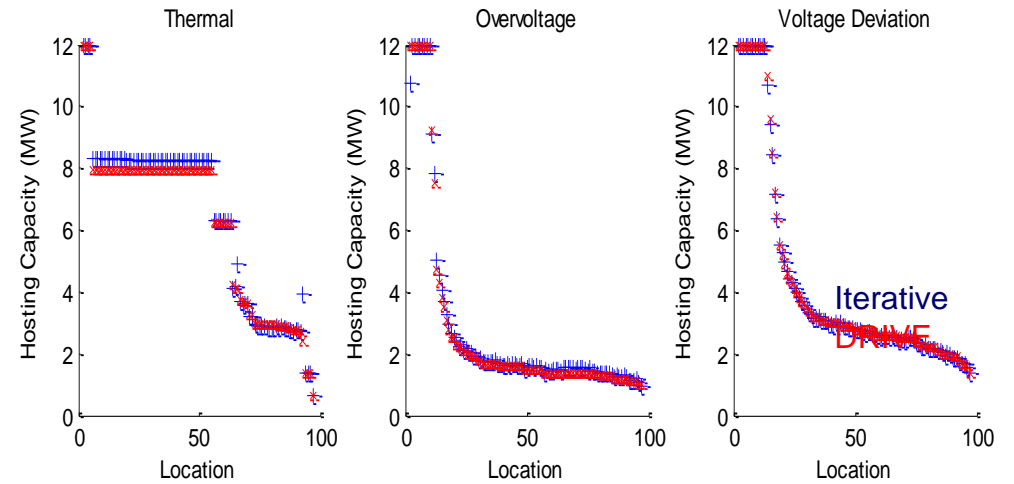 Thermal
Overvoltage
Voltage Deviation
Hosting Capacity (MW)
12
10
8
6
4
2
0
0 50 100
Location
Hosting Capacity (MW)
12
10
8
6
4
2
0
0 50 100
Location
Hosting Capacity (MW)
12
10
8
6
4
2
0
0 50 100
Location
Iterative
DRIVE